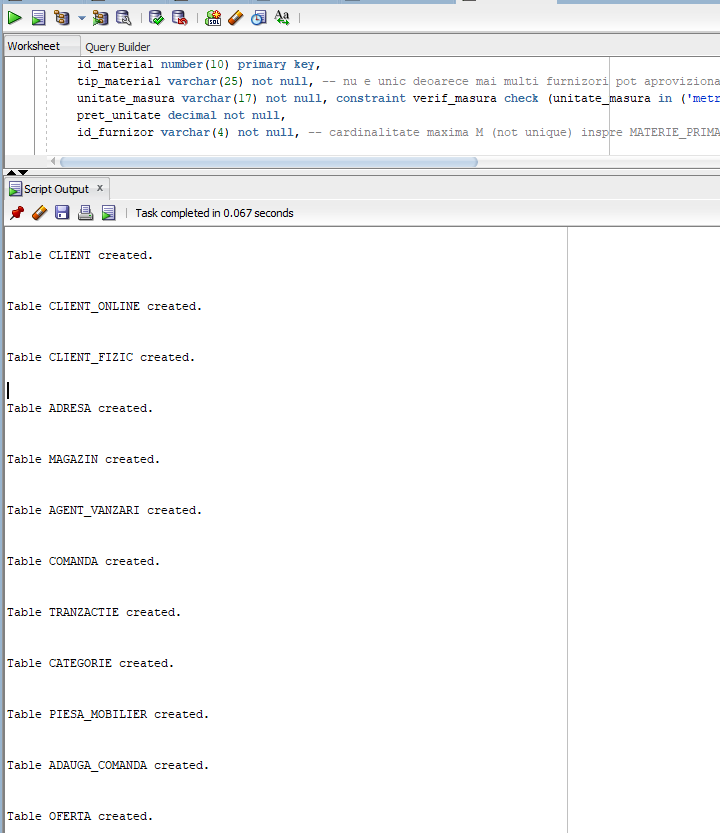 SQL
Aa
Worksheet
Query Builder
id_material number(10) primary key,
tip_material varchar(25) not null, -- nu e unic deoarece mai multi furnizori pot aproviziona
unitate_masura varchar(17) not null, constraint verif_masura check (unitate_masura in ('metr
pret_unitate decimal not null,
id_furnizor varchar(4) not null, -- cardinalitate maxima M (not unique) inspre MATERIE_PRIMA
Script Output x
Task completed in 0.067 seconds
Table CLIENT created.
Table CLIENT_ONLINE created.
Table CLIENT_FIZIC created.
Table ADRESA created.
Table MAGAZIN created.
Table AGENT_VANZARI created.
Table COMANDA created.
Table TRANZACTIE created.
Table CATEGORIE created.
Table PIESA_MOBILIER created.
Table ADAUGA_COMANDA created.
Table OFERTA created.